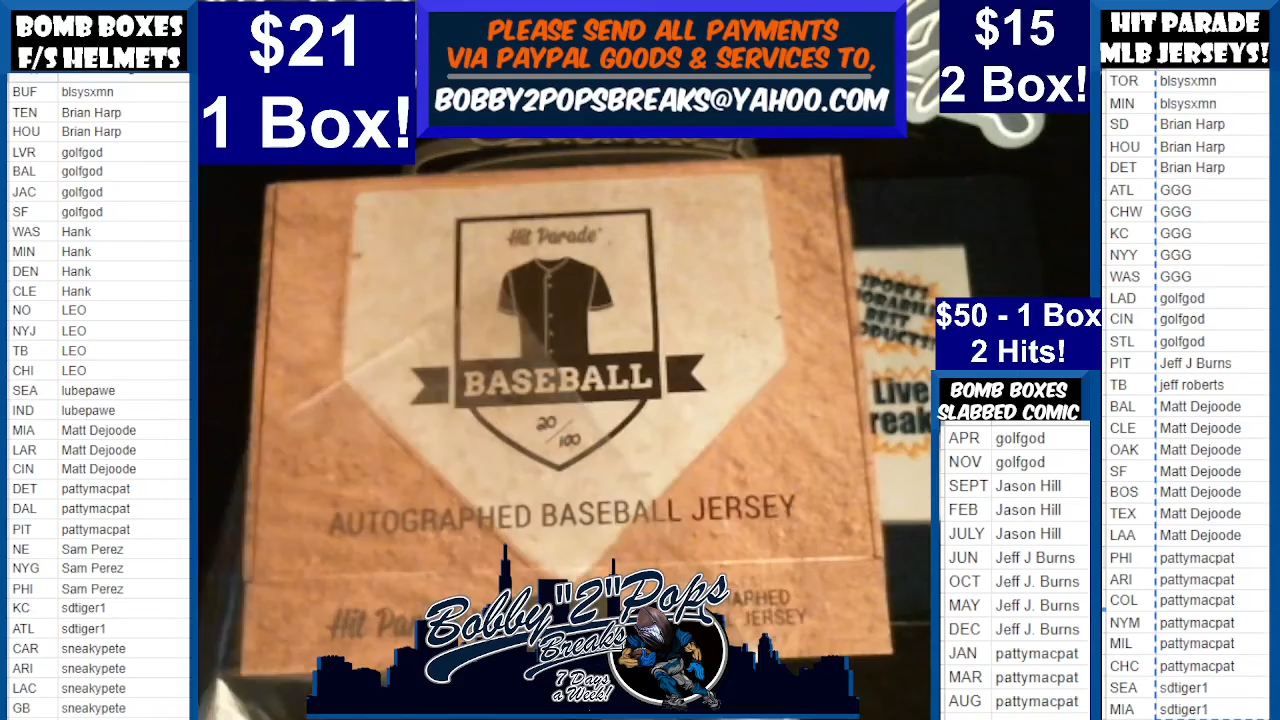 BOMB BOXES
F/S HELMETS
BUF blsysxmn
TEN Brian Harp
HOU Brian Harp
LVR golfgod
BAL golfgod
JAC golfgod
SF golfgod
WAS Hank
MIN Hank
DEN Hank
CLE Hank
NO LEO
NYJ LEO
TB LEO
CHI LEO
SEA lubepawe
IND lubepawe
MIA Matt Dejoode
LAR Matt Dejoode
CIN Matt Dejoode
DET pattymacpat
DAL pattymacpat
PIT pattymacpat
NE Sam Perez
NYG Sam Perez
PHI Sam Perez
KC sdtiger1
ATL sdtiger1
CAR sneakypete
ARI sneakypete
LAC sneakypete
GB sneakypete
$21
1 Box!
PLEASE SEND ALL PAYMENTS
VIA PAYPAL GOODS & SERVICES TO,
BOBBY2POPSBREAKS@YAHOO.COM
Hit Parade
BASEBALL
20/100
AUTOGRAPHED BASEBALL JERSEY
Hit
JERSEY
Bobby "2" Pops
Breaks
7 Days
a Week!
$15
2 Box!
Live
$50 - 1 Box
2 Hits!
BOMB BOXES
SLABBED COMIC
APR golfgod
NOV golfgod
SEPT Jason Hill
FEB Jason Hill
JULY Jason Hill
JUN Jeff J Burns
OCT Jeff J. Burns
MAY Jeff J. Burns
DEC Jeff J. Burns
JAN pattymacpat
MAR pattymacpat
AUG pattymacpat
HIT PARADE
MLB JERSEYS!
TOR blsysxmn
MIN blsysxmn
SD Brian Harp
HOU Brian Harp
DET Brian Harp
ATL GGG
CHW GGG
KC GGG
NYY GGG
WAS GGG
LAD golfgod
CIN golfgod
STL golfgod
PIT Jeff J Burns
TB jeff roberts
BAL Matt Dejoode
CLE Matt Dejoode
OAK Matt Dejoode
SF Matt Dejoode
BOS Matt Dejoode
TEX Matt Dejoode
LAA Matt Dejoode
PHI pattymacpat
ARI pattymacpat
COL pattymacpat
NYM pattymacpat
MIL pattymacpat
CHC pattymacpat
SEA sdtiger1
MIA sdtiger1